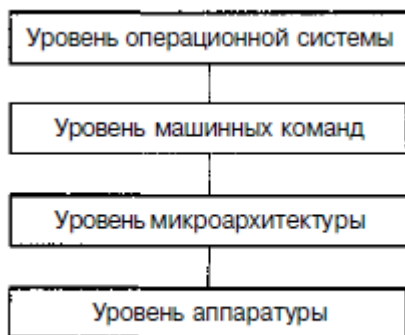 Уровень операционной системы
Уровень машинных команд
Уровень микроархитектуры
Уровень аппаратуры